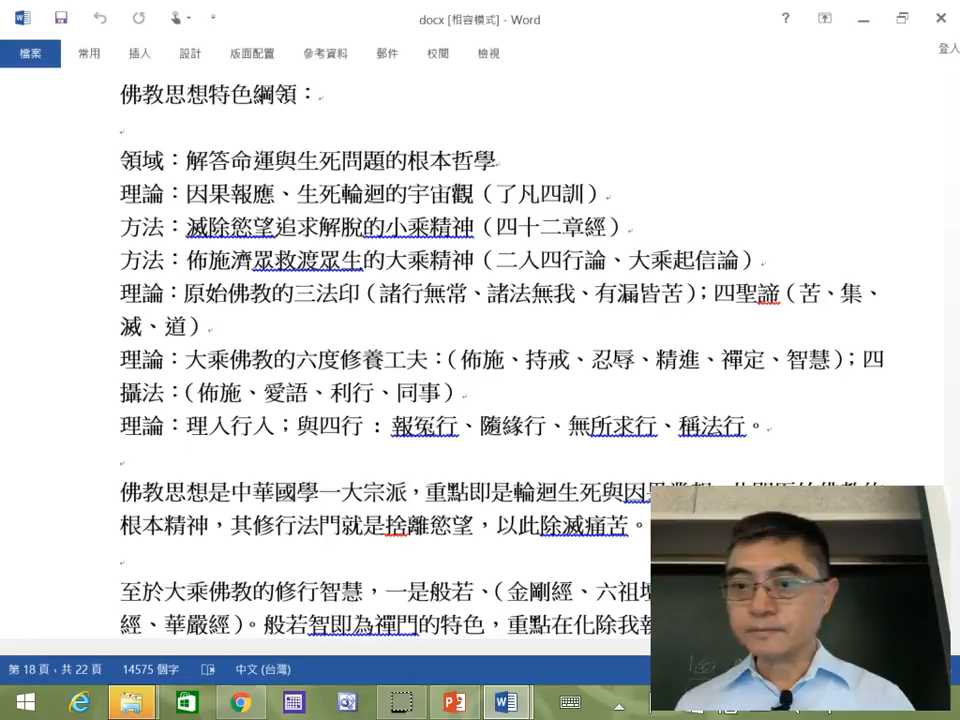 docx [相容模式] - Word
登入
檔案 常用 插入 設計 版面配置 參考資料 郵件 校閱 檢視
佛教思想特色綱領：
領域：解答命運與生死問題的根本哲學
理論：因果報應、生死輪迴的宇宙觀（了凡四訓）
方法：滅除慾望追求解脫的小乘精神（四十二章經）
方法：佈施濟眾救渡眾生的大乘精神（二入四行論、大乘起信論）
理論：原始佛教的三法印（諸行無常、諸法無我、有漏皆苦）；四聖諦（苦、集、
滅、道）
理論：大乘佛教的六度修養工夫：（佈施、持戒、忍辱、精進、禪定、智慧）；四
攝法：（佈施、愛語、利行、同事）
理論：理入行入；與四行：報冤行、隨緣行、無所求行、稱法行。
佛教思想是中華國學一大宗派，重點即是輪迴生死與因
根本精神，其修行法門就是捨離慾望，以此除滅痛苦。
至於大乘佛教的修行智慧，一是般若、（金剛經、六祖
經、華嚴經）。般若智即為禪門的特色，重點在化除我
第 18 頁，共 22 頁 14575 個字 中文 (台灣)